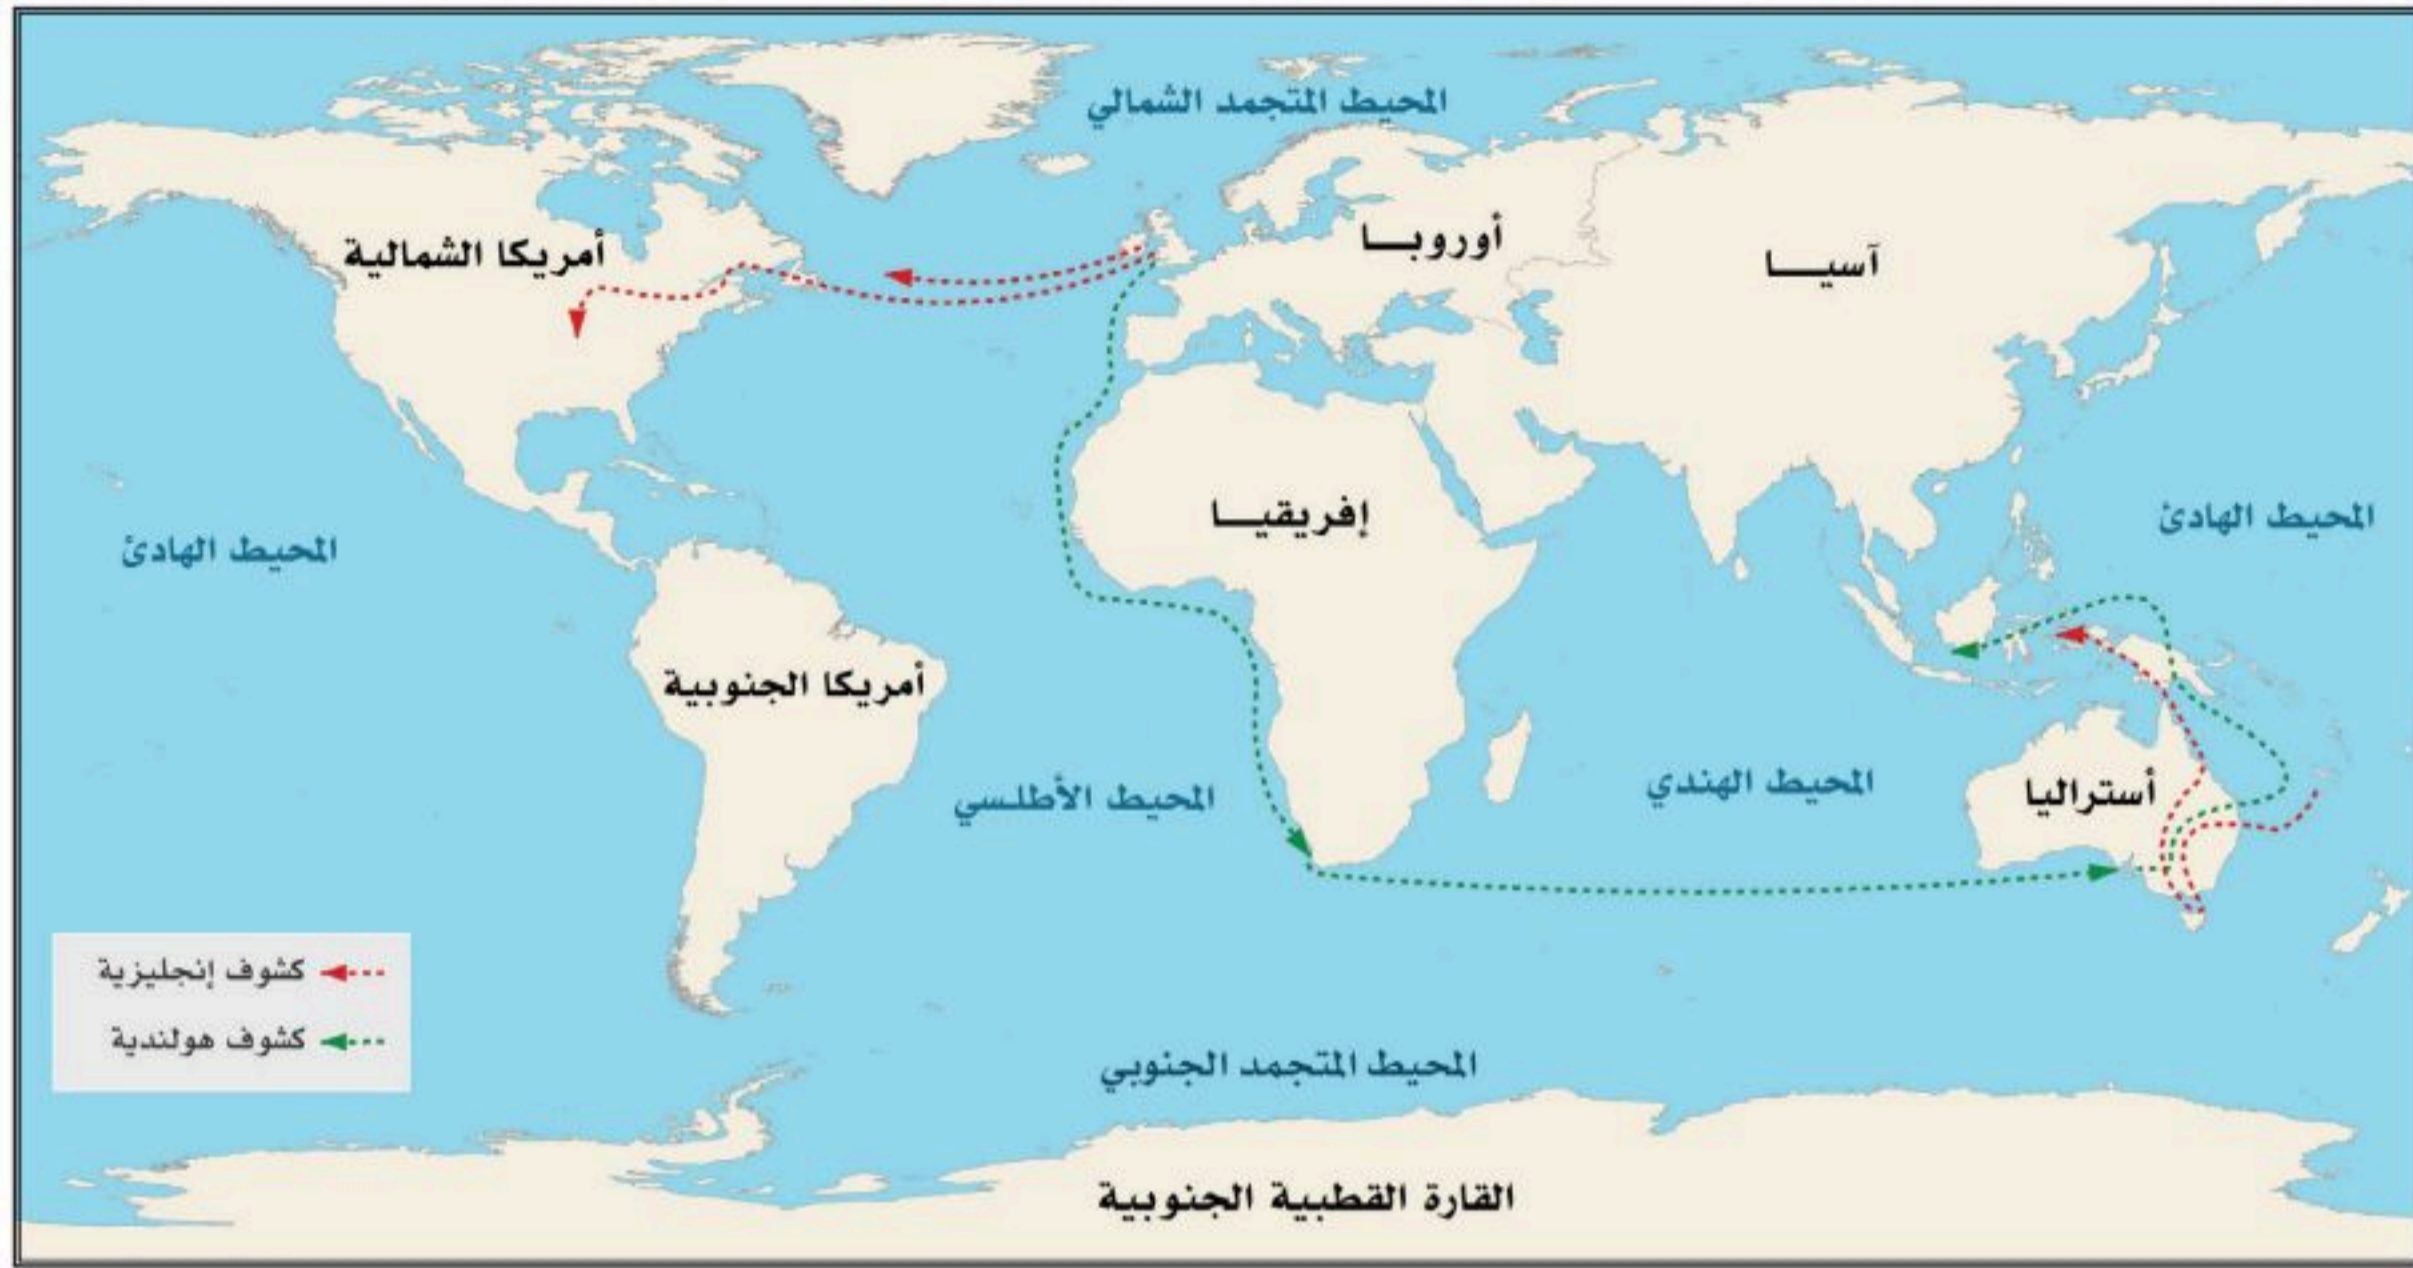 المحيط المتجمد الشمالي
أوروبـــا
آسيـــا
أمريكا الشمالية
المحيط الهادئ
إفريقيـــا
المحيط الهادئ
أمريكا الجنوبية
المحيط الهندي
أستراليا
المحيط الأطلسي
كشوف إنجليزية
كشوف هولندية
المحيط المتجمد الجنوبي
القارة القطبية الجنوبية